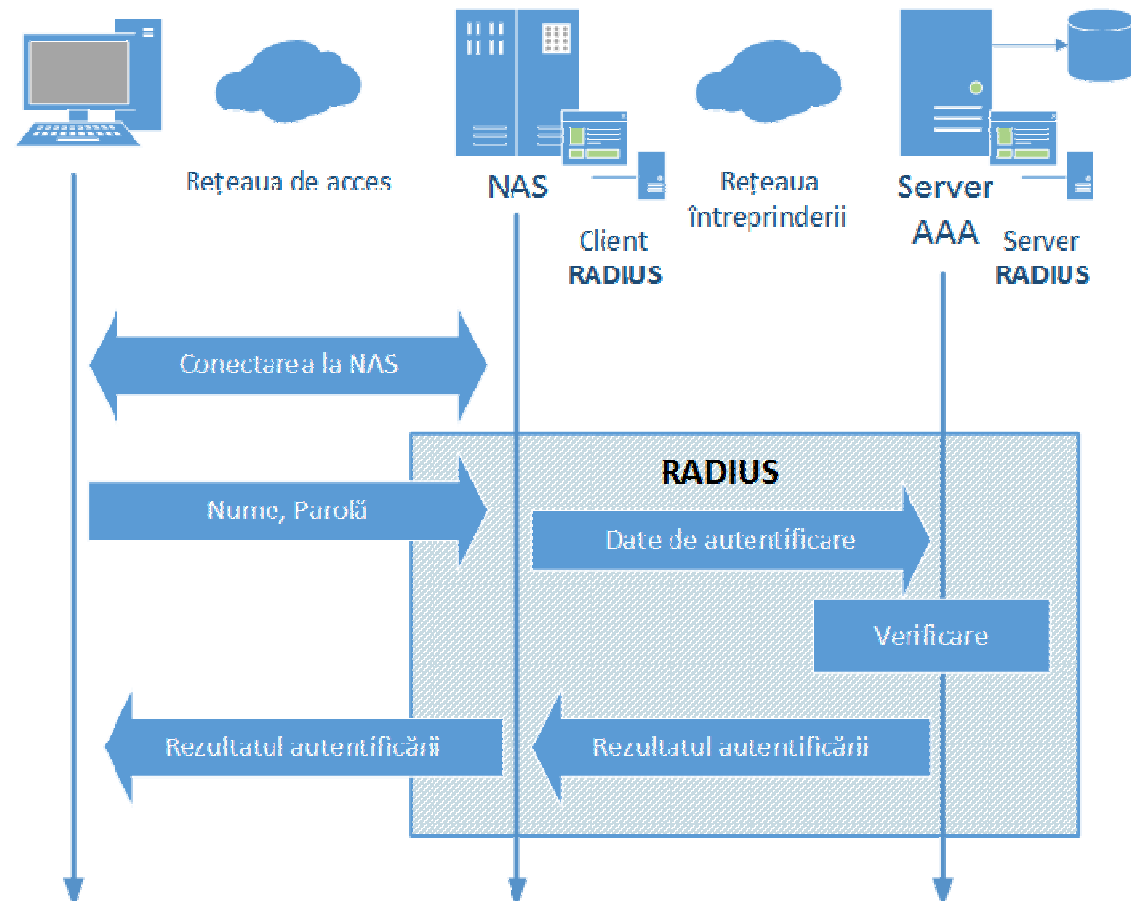 Rețeaua de acces
NAS
Rețeaua
întreprinderii
Server
AAA
Client
RADIUS
Server
RADIUS
Conectarea la NAS
RADIUS
Nume, Parolă
Date de autentificare
Verificare
Rezultatul autentificării
Rezultatul autentificării